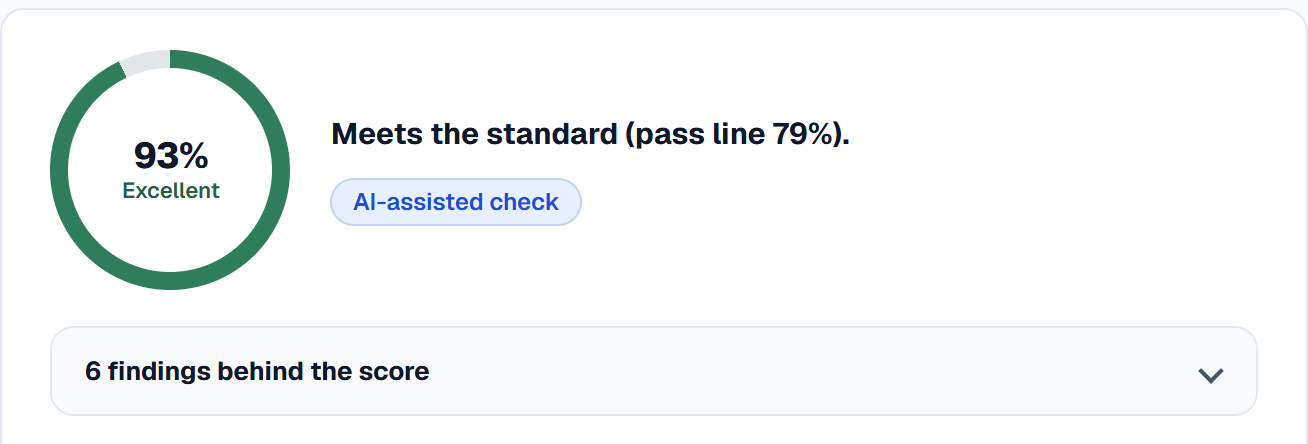 93%
Excellent
Meets the standard (pass line 79%).
AI-assisted check
6 findings behind the score